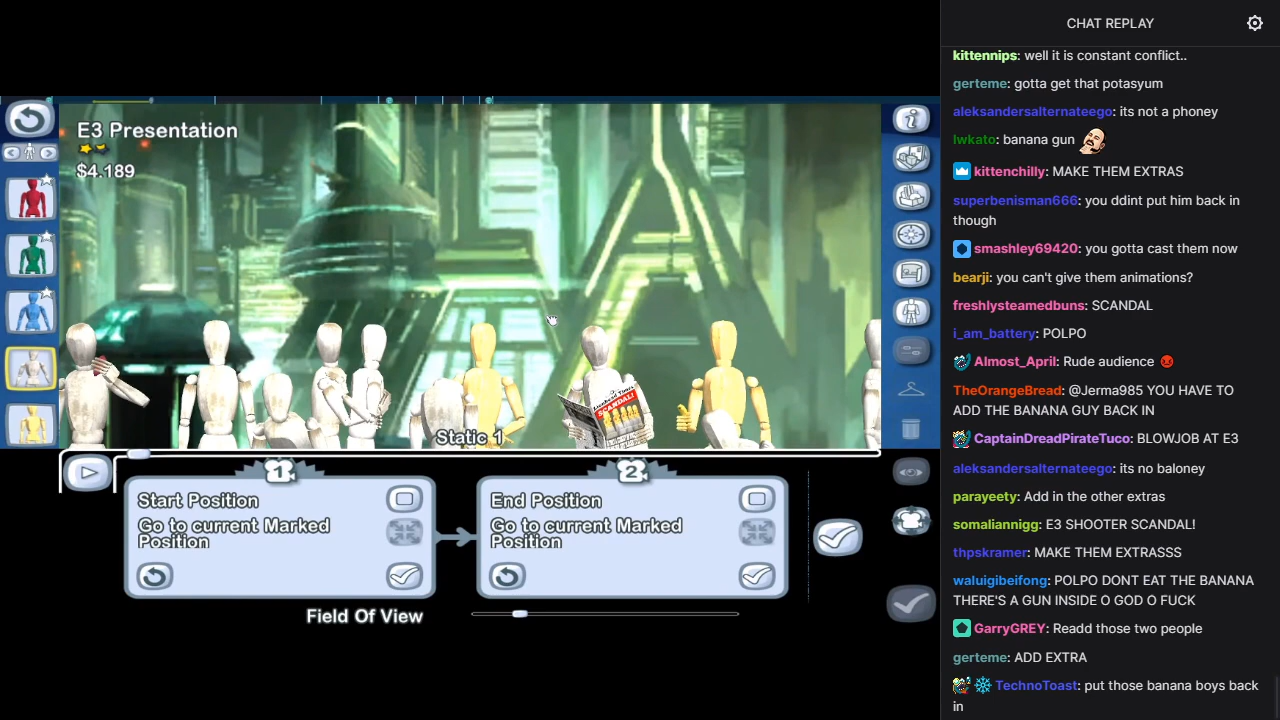 E3 Presentation
$4.189
SCANDAL!
Static 1
1
2
Start Position
Go to current Marked
Position
End Position
Go to current Marked
Position
Field Of View
CHAT REPLAY
kittennips: well it is constant conflict..
gerteme: gotta get that potasyum
aleksandersalternateego: its not a phoney
lwkato: banana gun
kittenchilly: MAKE THEM EXTRAS
superbenisman666: you ddint put him back in
though
smashley69420: you gotta cast them now
bearji: you can't give them animations?
freshlysteamedbuns: SCANDAL
i_am_battery: POLPO
Almost_April: Rude audience
TheOrangeBread: @Jerma985 YOU HAVE TO
ADD THE BANANA GUY BACK IN
CaptainDreadPirateTuco: BLOWJOB AT E3
aleksandersalternateego: its no baloney
parayeety: Add in the other extras
somaliannigg: E3 SHOOTER SCANDAL!
thpskramer: MAKE THEM EXTRASSS
waluigibeifong: POLPO DONT EAT THE BANANA
THERE'S A GUN INSIDE O GOD O FUCK
GarryGREY: Readd those two people
gerteme: ADD EXTRA
TechnoToast: put those banana boys back
in